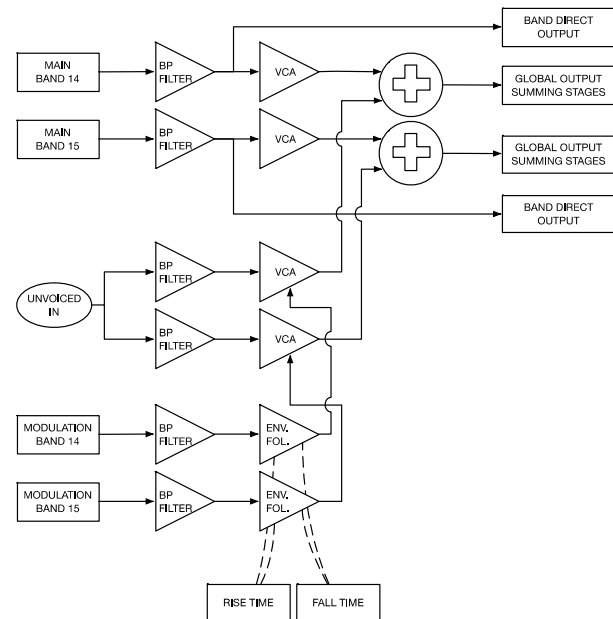 BAND DIRECT
OUTPUT
MAIN
BAND 14
BP
FILTER
VCA
GLOBAL OUTPUT
SUMMING STAGES
MAIN
BAND 15
BP
FILTER
VCA
GLOBAL OUTPUT
SUMMING STAGES
BAND DIRECT
OUTPUT
UNVOICED
IN
BP
FILTER
VCA
BP
FILTER
VCA
MODULATION
BAND 14
BP
FILTER
ENV.
FOL.
MODULATION
BAND 15
BP
FILTER
ENV.
FOL.
RISE TIME
FALL TIME